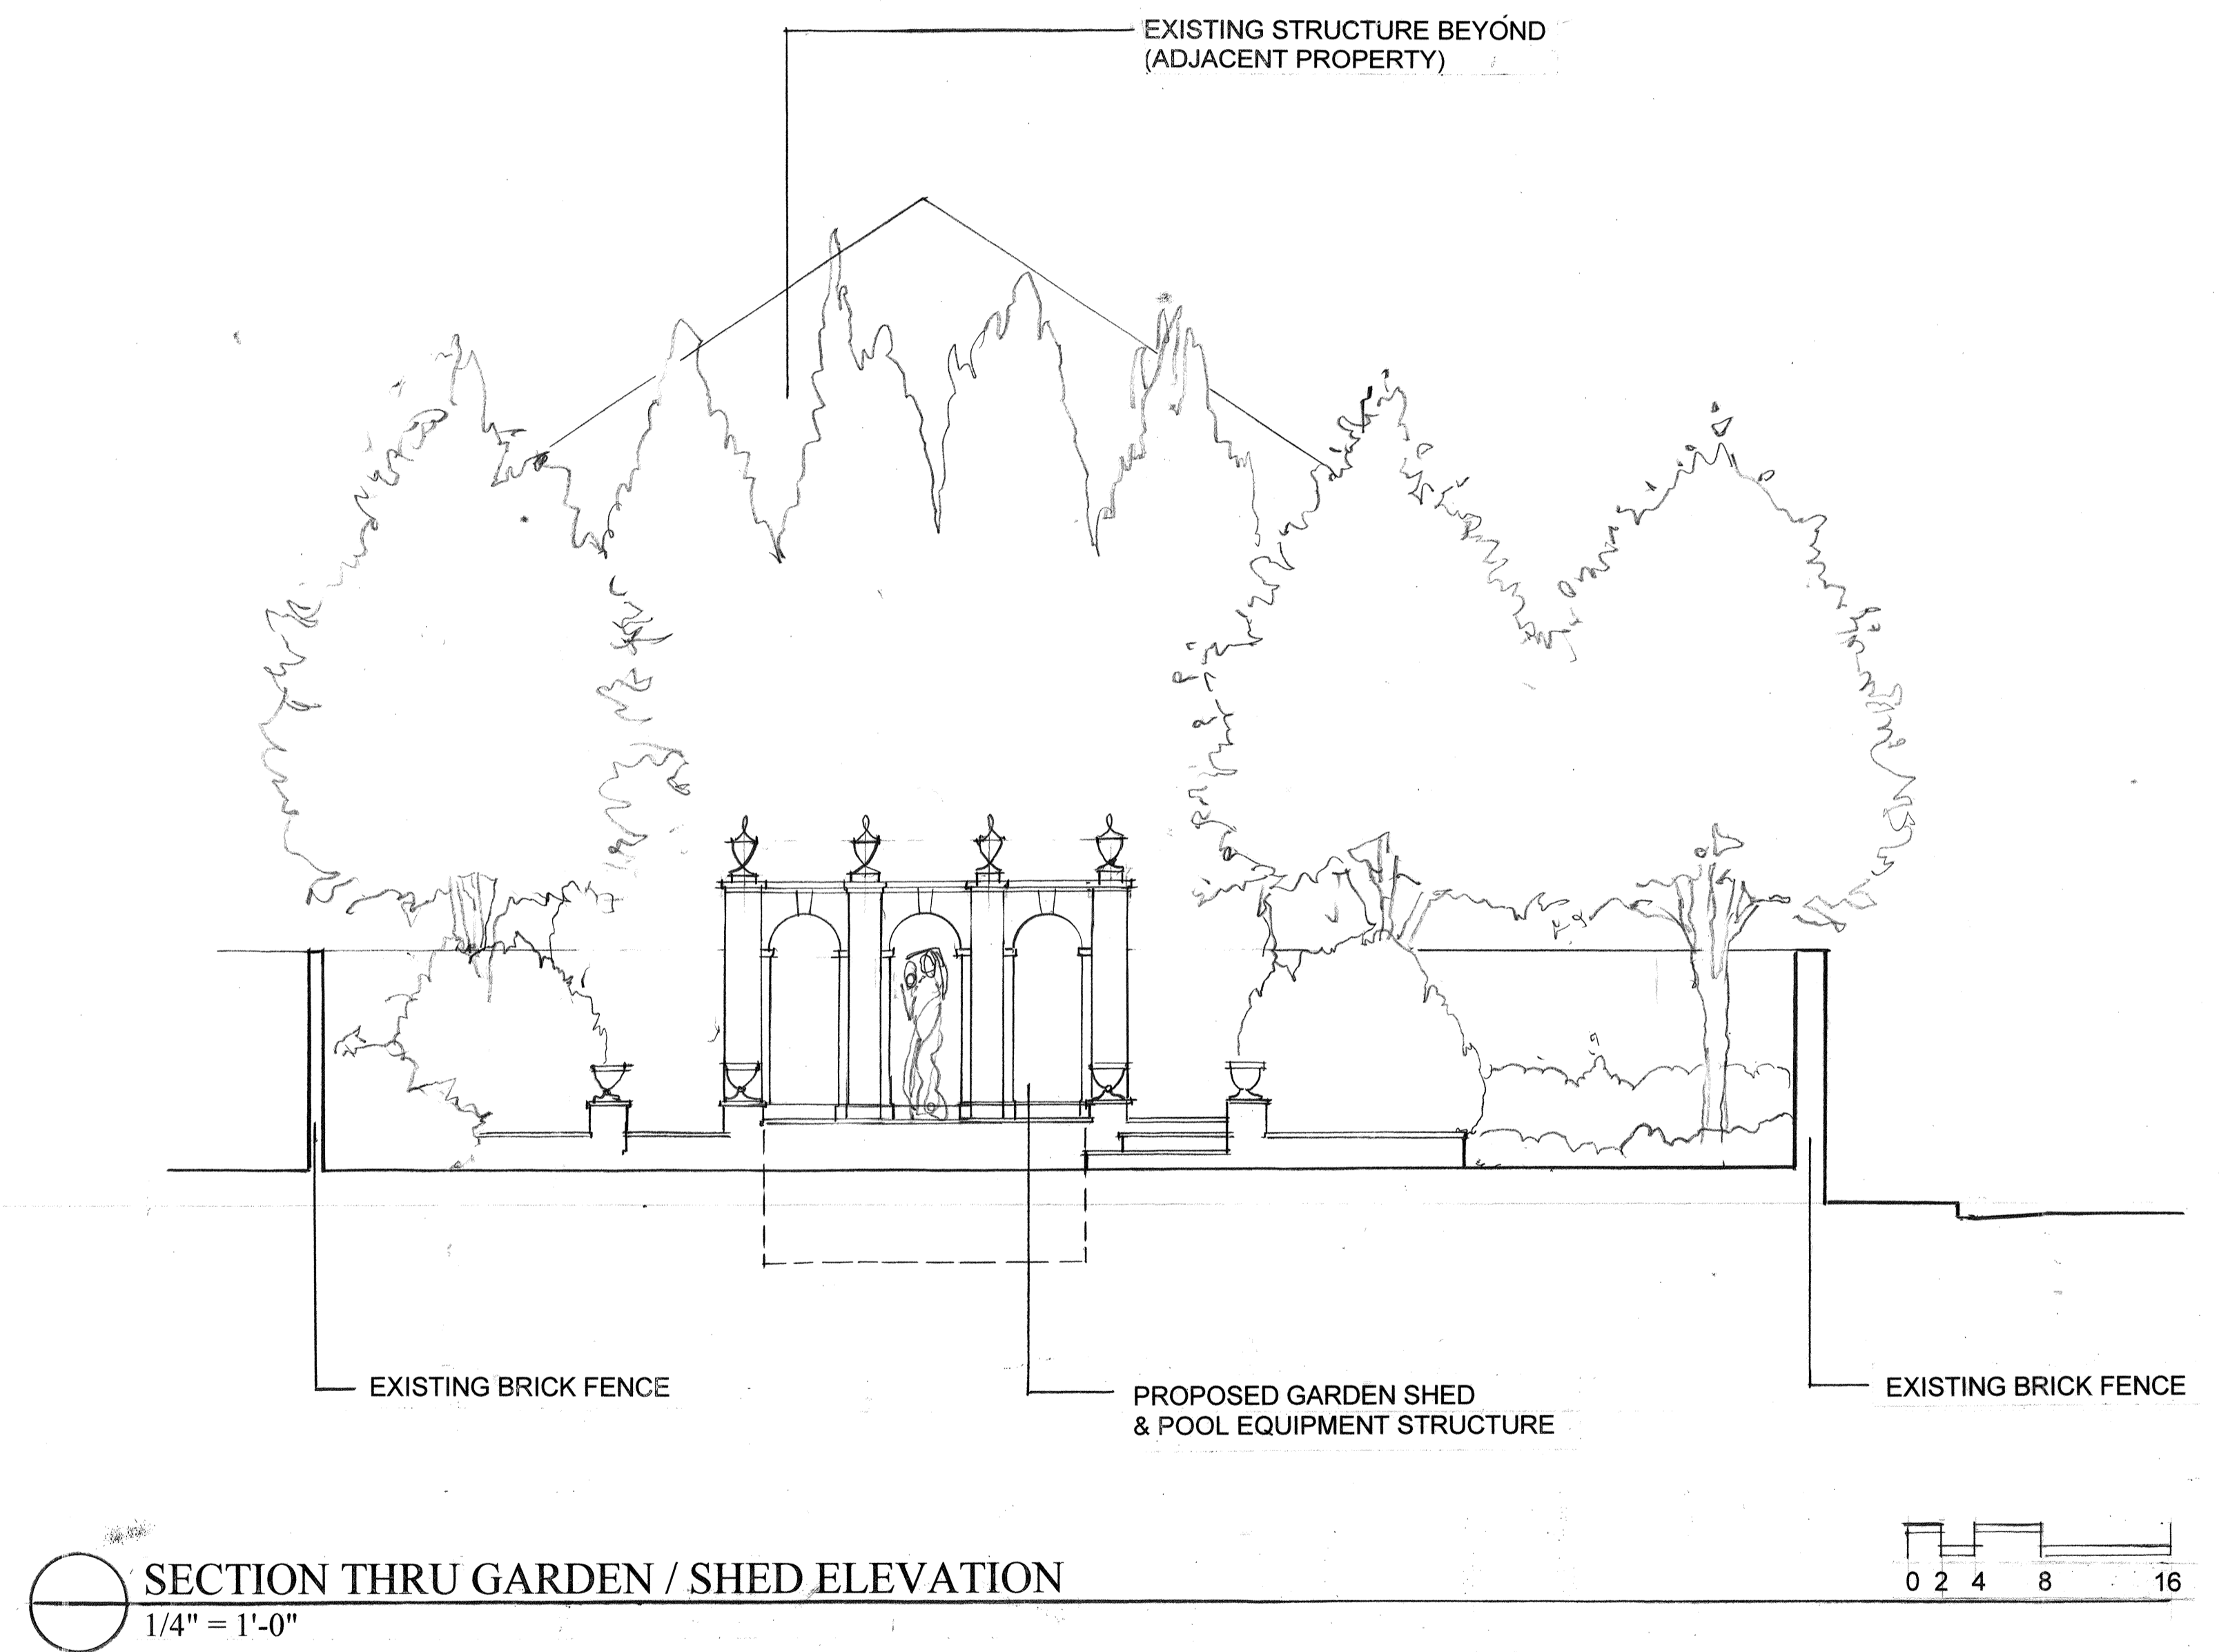 EXISTING STRUCTURE BEYOND
(ADJACENT PROPERTY)
EXISTING BRICK FENCE
PROPOSED GARDEN SHED
& POOL EQUIPMENT STRUCTURE
EXISTING BRICK FENCE
SECTION THRU GARDEN / SHED ELEVATION
1/4" = 1'-0"
0 2 4 8 16